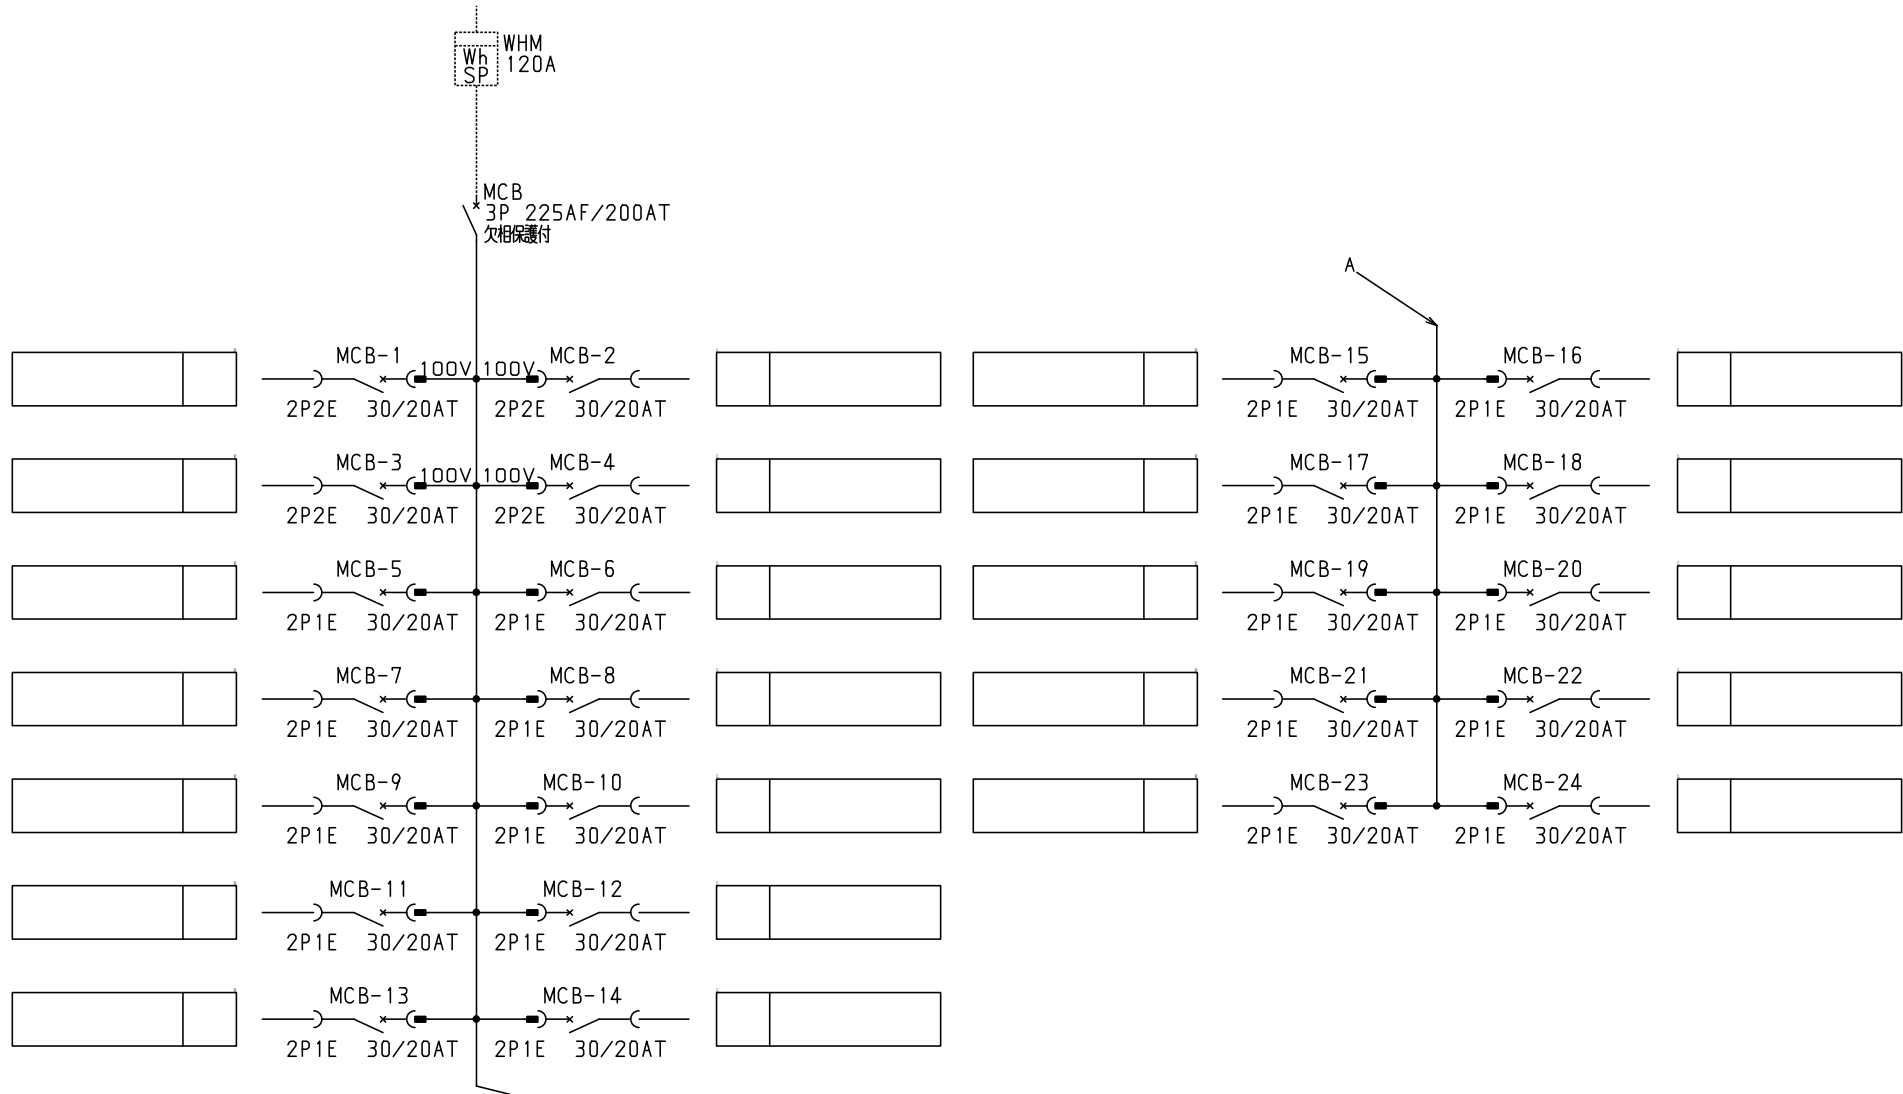 WHM
Wh
120A
SP
MCB
3P 225AF/200AT
欠相保護付
A
MCB-1 100V 100V MCB-2
2P2E 30/20AT 2P2E 30/20AT
MCB-3 100V 100V MCB-4
2P2E 30/20AT 2P2E 30/20AT
MCB-5 MCB-6
2P1E 30/20AT 2P1E 30/20AT
MCB-7 MCB-8
2P1E 30/20AT 2P1E 30/20AT
MCB-9 MCB-10
2P1E 30/20AT 2P1E 30/20AT
MCB-11 MCB-12
2P1E 30/20AT 2P1E 30/20AT
MCB-13 MCB-14
2P1E 30/20AT 2P1E 30/20AT
MCB-15 MCB-16
2P1E 30/20AT 2P1E 30/20AT
MCB-17 MCB-18
2P1E 30/20AT 2P1E 30/20AT
MCB-19 MCB-20
2P1E 30/20AT 2P1E 30/20AT
MCB-21 MCB-22
2P1E 30/20AT 2P1E 30/20AT
MCB-23 MCB-24
2P1E 30/20AT 2P1E 30/20AT